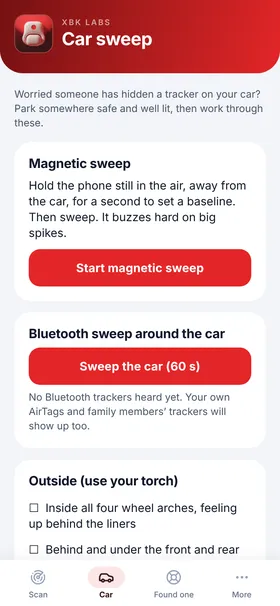 XBK LABS
Car sweep
Worried someone has hidden a tracker on your car?
Park somewhere safe and well lit, then work through
these.
Magnetic sweep
Hold the phone still in the air, away from
the car, for a second to set a baseline.
Then sweep. It buzzes hard on big
spikes.
Start magnetic sweep
Bluetooth sweep around the car
Sweep the car (60 s)
No Bluetooth trackers heard yet. Your own
AirTags and family members’ trackers will
show up too.
Outside (use your torch)
☐ Inside all four wheel arches, feeling
up behind the liners
☐ Behind and under the front and rear
Scan
Car
Found one
More